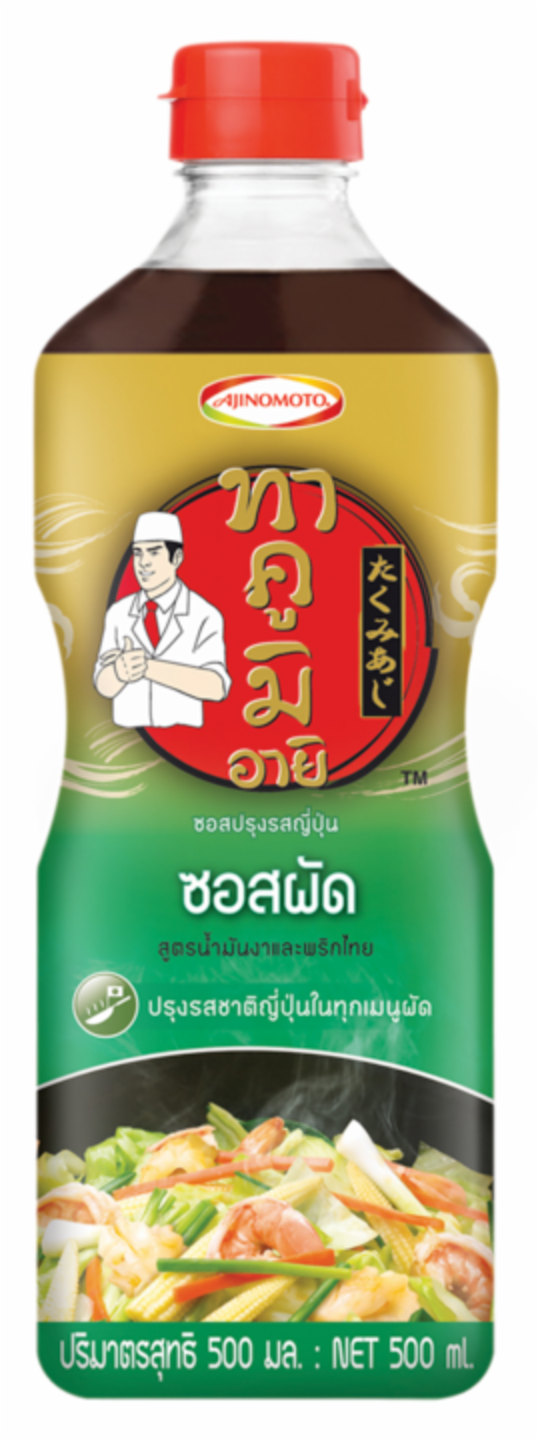 AJINOMOTO®
ทาคูมิอายิ
たくみあじ
TM
ซอสปรุงรสญี่ปุ่น
ซอสผัด
สูตรน้ำมันงาและพริกไทย
ปรุงรสชาติญี่ปุ่นในทุกเมนูผัด
ปริมาตรสุทธิ 500 มล. : NET 500 ml.